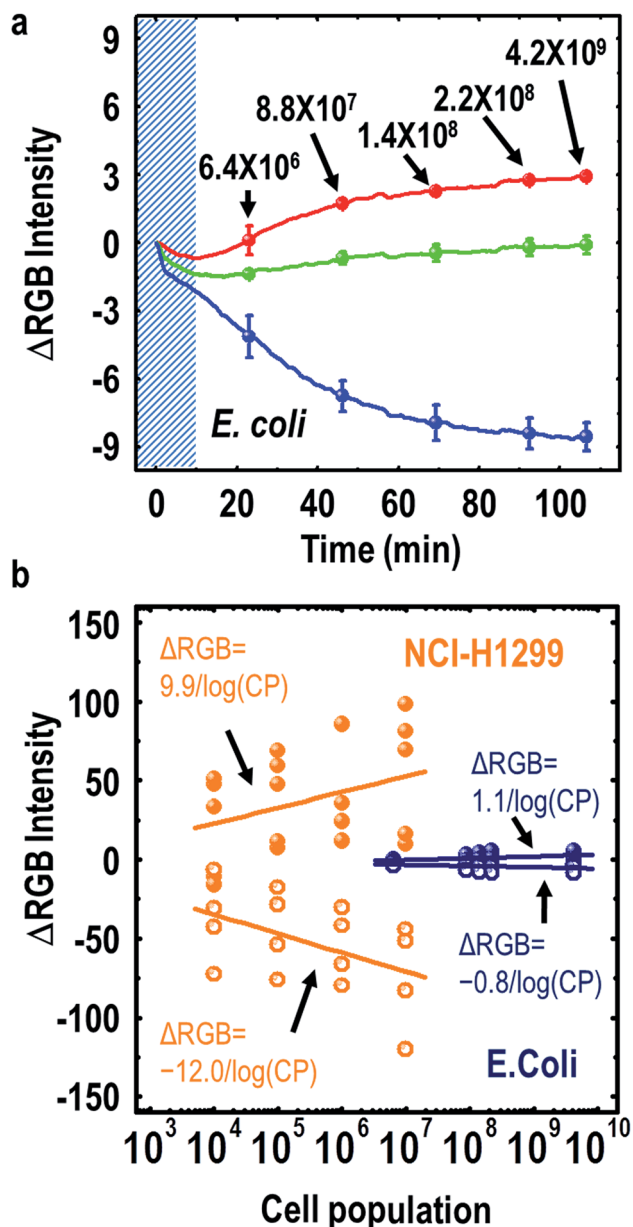 a
9
6
3
0
-3
-6
-9
ΔRGB Intensity
6.4X10⁶
8.8X10⁷
1.4X10⁸
2.2X10⁸
4.2X10⁹
E. coli
0 20 40 60 80 100
Time (min)
b
150
100
50
0
-50
-100
-150
ΔRGB Intensity
ΔRGB=
9.9/log(CP)
NCI-H1299
ΔRGB=
1.1/log(CP)
ΔRGB=
−0.8/log(CP)
ΔRGB=
−12.0/log(CP)
E.Coli
10³ 10⁴ 10⁵ 10⁶ 10⁷ 10⁸ 10⁹ 10¹⁰
Cell population